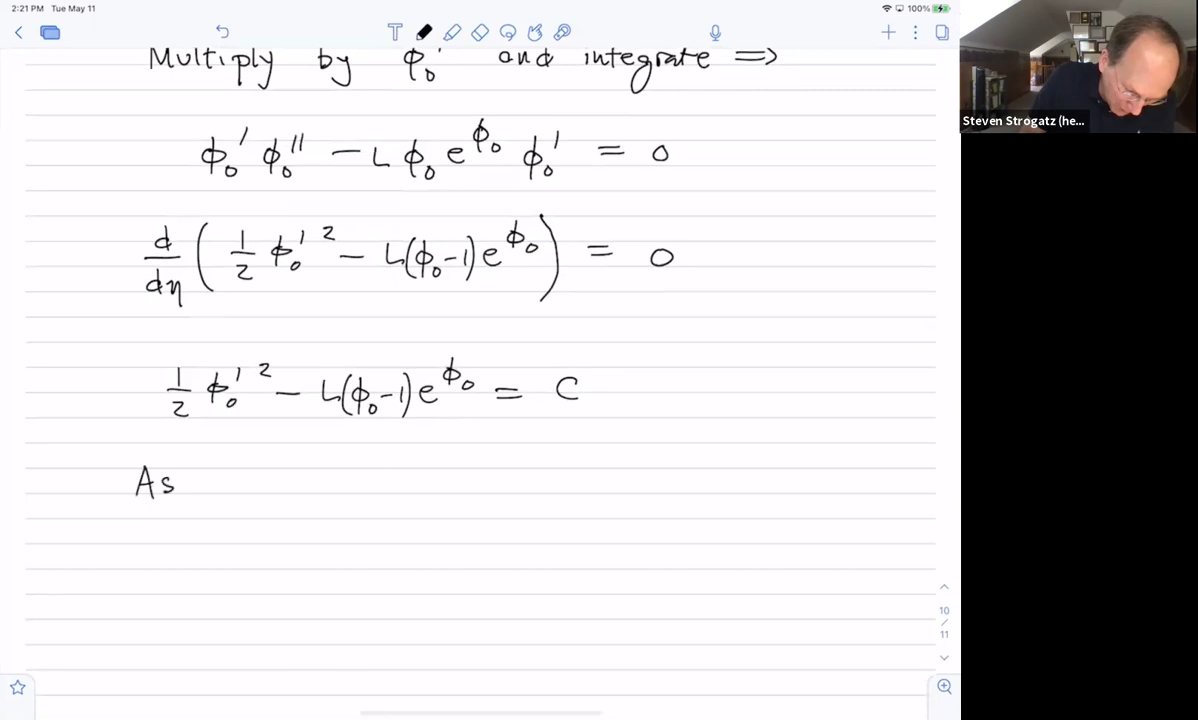 2:21 PM Tue May 11
100%
Multiply by ϕ₀' and integrate ⇒
ϕ₀' ϕ₀'' − L ϕ₀ e^ϕ₀ ϕ₀' = 0
d/dη ( 1/2 ϕ₀'² − L(ϕ₀−1)e^ϕ₀ ) = 0
1/2 ϕ₀'² − L(ϕ₀−1)e^ϕ₀ = C
As
Steven Strogatz (he...
10
/
11